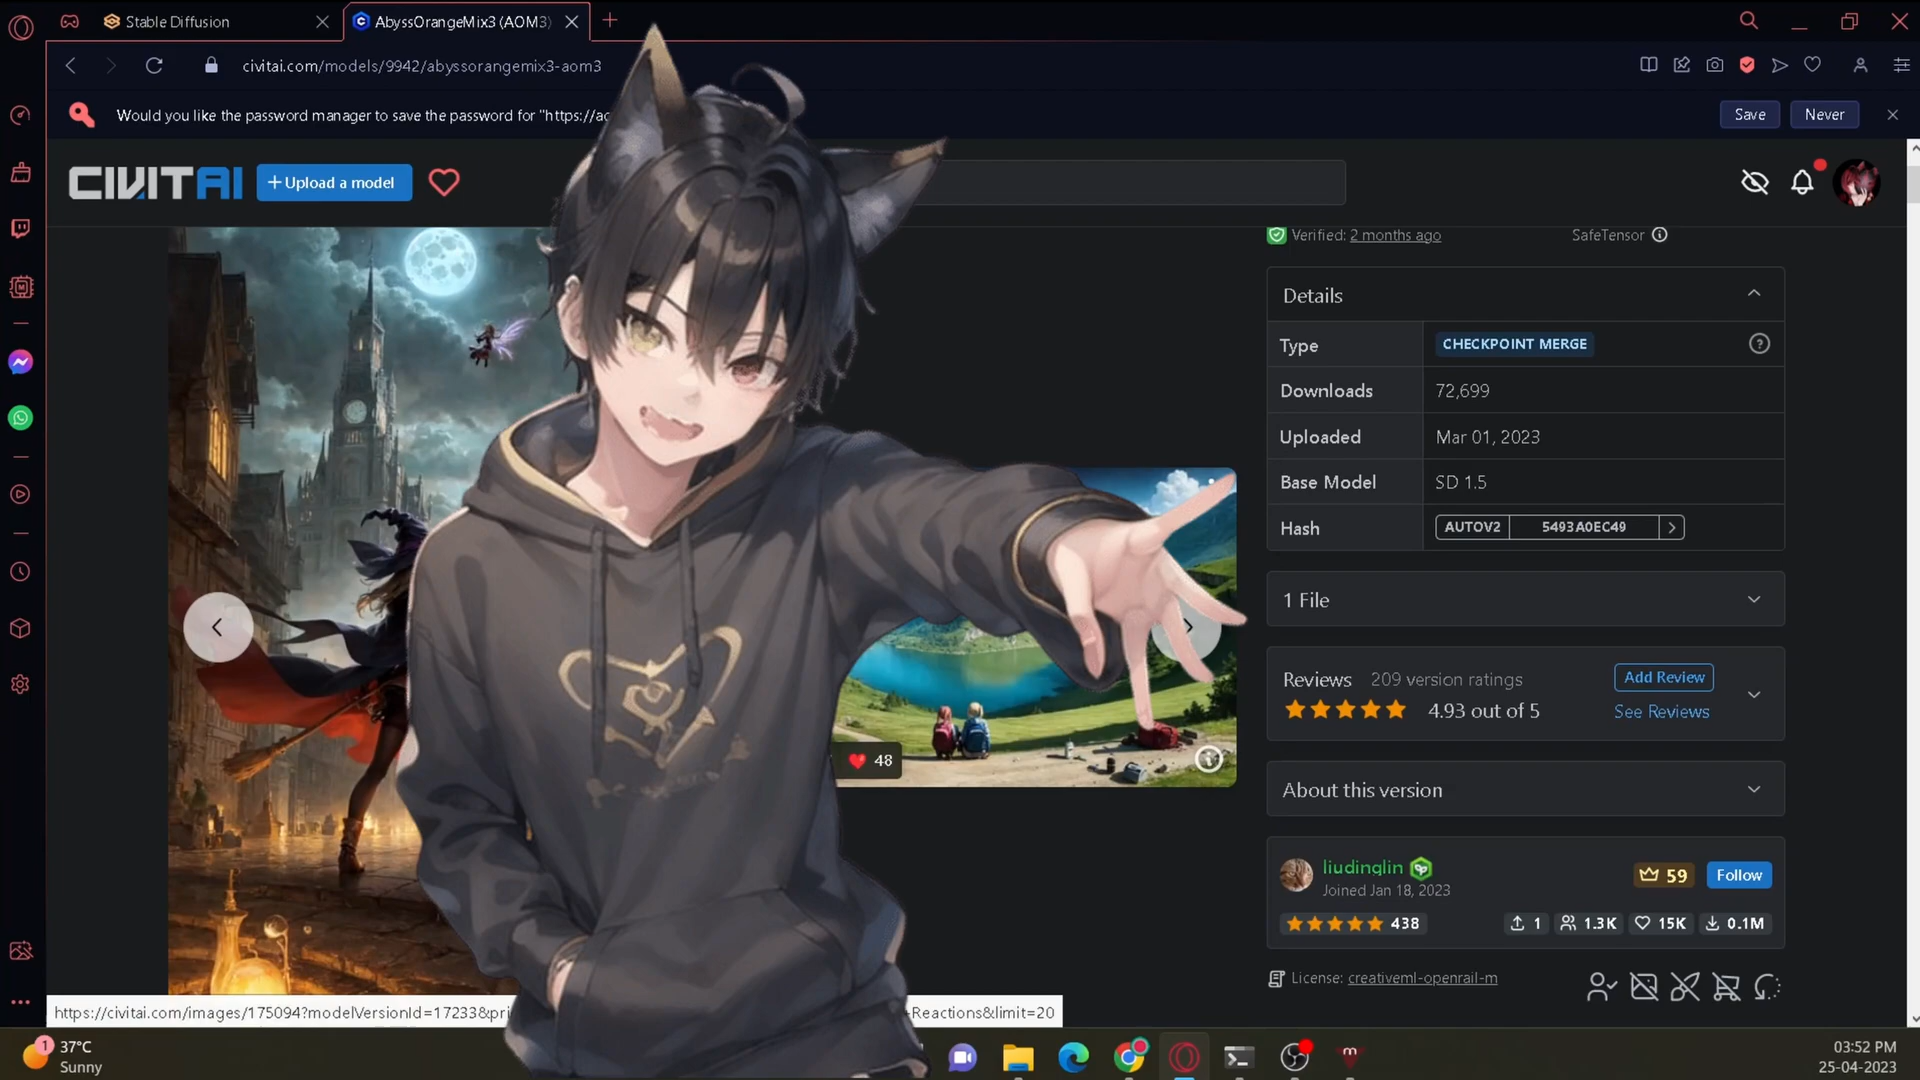 Stable Diffusion
AbyssOrangeMix3 (AOM3)
civitai.com/models/9942/abyssorangemix3-aom3
Would you like the password manager to save the password for "https://ac
Save
Never
CIVITAI
+ Upload a model
Verified: 2 months ago
SafeTensor
Details
Type
CHECKPOINT MERGE
Downloads
72,699
Uploaded
Mar 01, 2023
Base Model
SD 1.5
Hash
AUTOV2
5493A0EC49
1 File
Reviews
209 version ratings
Add Review
4.93 out of 5
See Reviews
48
About this version
liudinglin
59
Follow
Joined Jan 18, 2023
438
1
1.3K
15K
0.1M
License: creativeml-openrail-m
https://civitai.com/images/175094?modelVersionId=17233&pri
Reactions&limit=20
1
37°C
Sunny
03:52 PM
25-04-2023